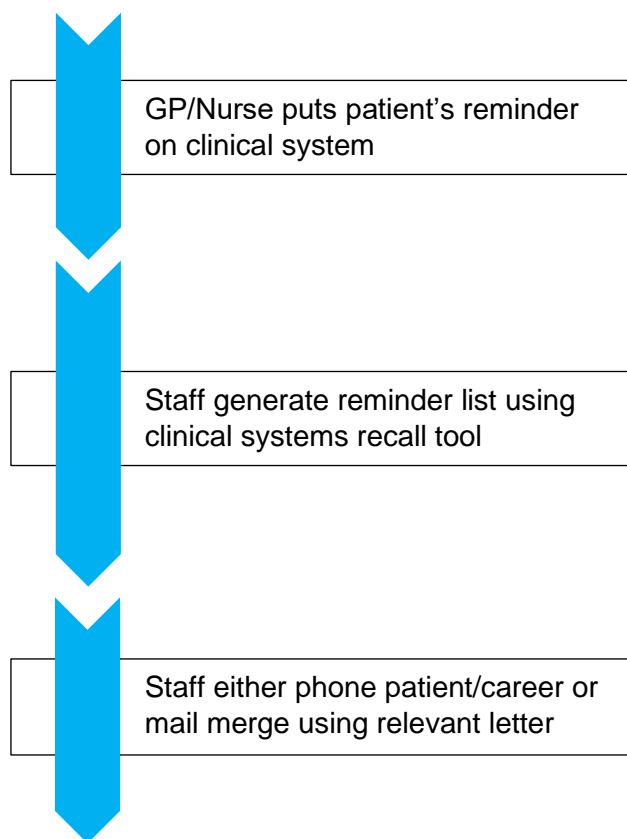 GP/Nurse puts patient’s reminder
on clinical system
Staff generate reminder list using
clinical systems recall tool
Staff either phone patient/career or
mail merge using relevant letter